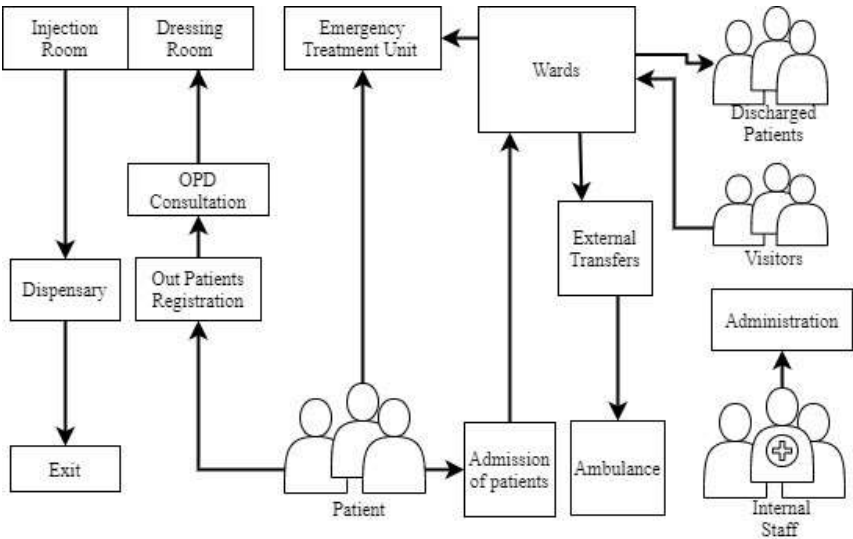 Injection
Room
Dressing
Room
Emergency
Treatment Unit
Wards
Discharged
Patients
OPD
Consultation
Visitors
External
Transfers
Dispensary
Out Patients
Registration
Administration
Exit
Patient
Admission
of patients
Ambulance
Internal
Staff